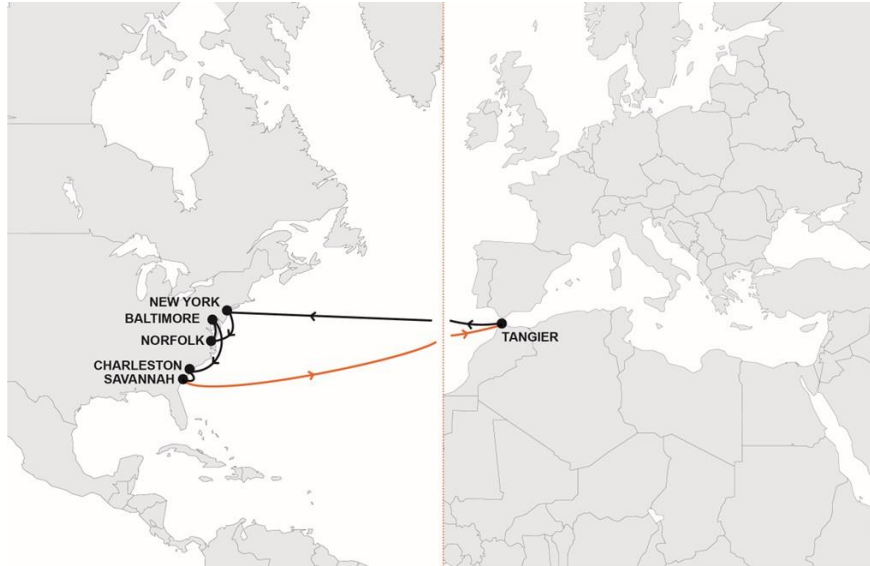 NEW YORK
BALTIMORE
NORFOLK
CHARLESTON
SAVANNAH
TANGIER